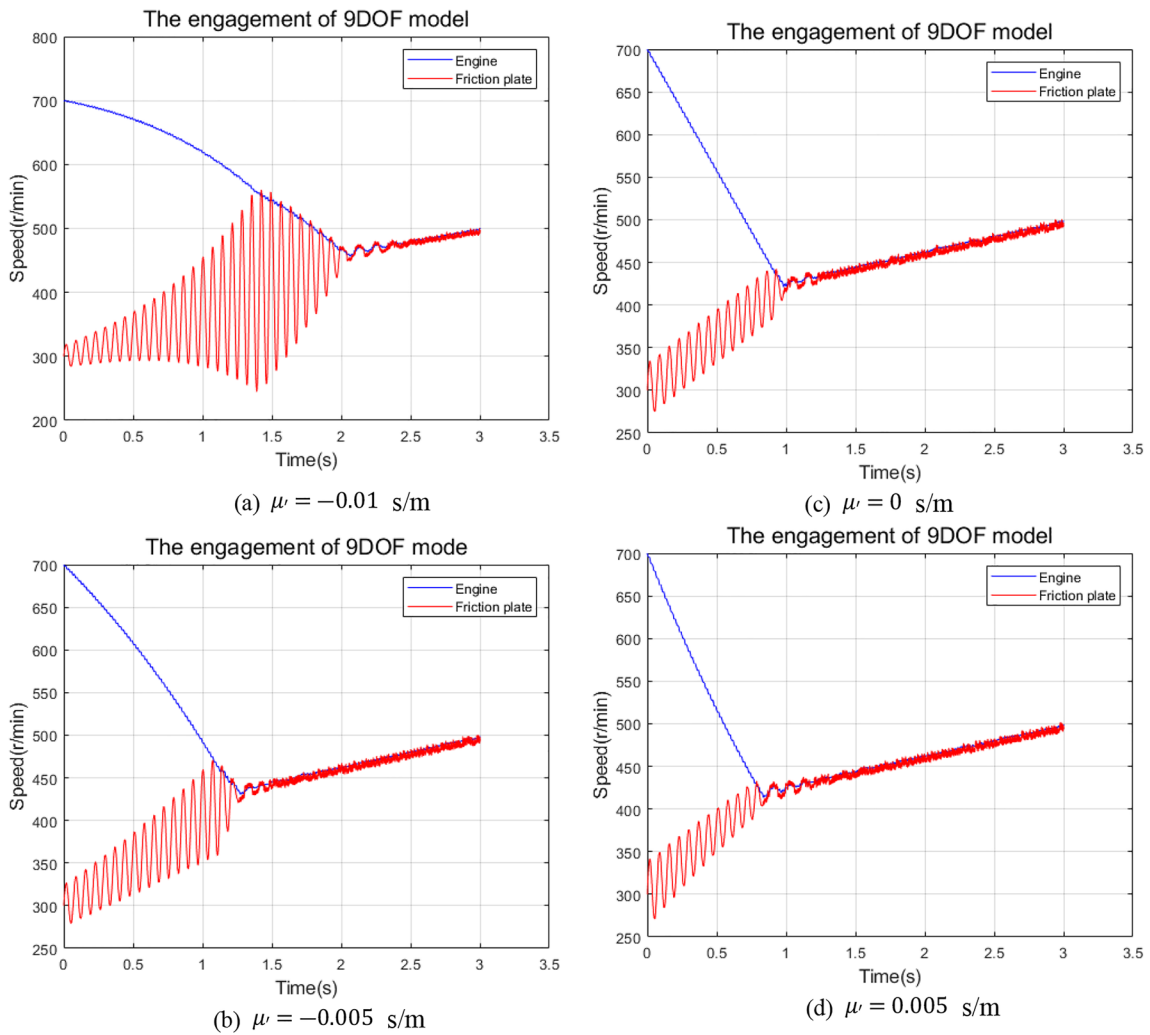 The engagement of 9DOF model
800
700
600
500
400
300
200
Speed(r/min)
Engine
Friction plate
0 0.5 1 1.5 2 2.5 3 3.5
Time(s)
(a) μ′ = −0.01 s/m
The engagement of 9DOF model
700
650
600
550
500
450
400
350
300
250
Speed(r/min)
Engine
Friction plate
0 0.5 1 1.5 2 2.5 3 3.5
Time(s)
(c) μ′ = 0 s/m
The engagement of 9DOF mode
700
650
600
550
500
450
400
350
300
250
Speed(r/min)
Engine
Friction plate
0 0.5 1 1.5 2 2.5 3 3.5
Time(s)
(b) μ′ = −0.005 s/m
The engagement of 9DOF model
700
650
600
550
500
450
400
350
300
250
Speed(r/min)
Engine
Friction plate
0 0.5 1 1.5 2 2.5 3 3.5
Time(s)
(d) μ′ = 0.005 s/m